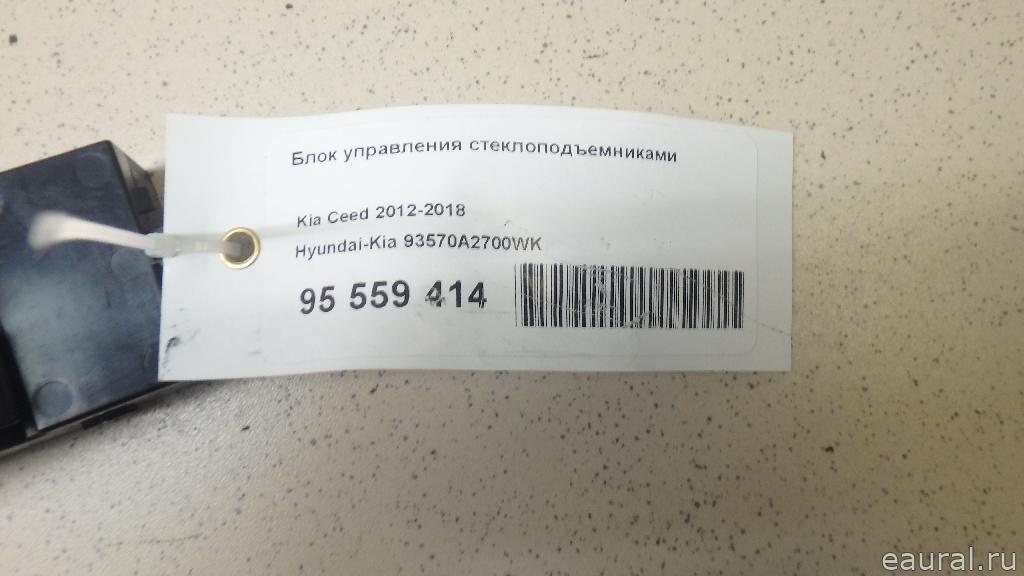 Блок управления стеклоподъемниками
Kia Ceed 2012-2018
Hyundai-Kia 93570A2700WK
95 559 414
eaural.ru